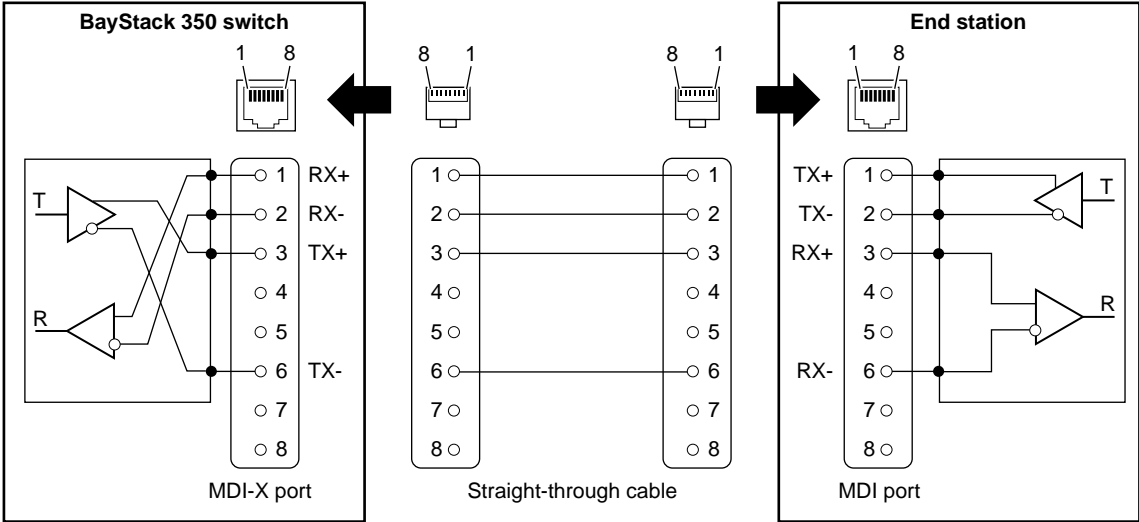 BayStack 350 switch
End station
1 8
8 1
8 1
1 8
T
R
1 RX+
2 RX-
3 TX+
4
5
6 TX-
7
8
MDI-X port
1
2
3
4
5
6
7
8
1
2
3
4
5
6
7
8
Straight-through cable
TX+ 1
TX- 2
RX+ 3
4
5
RX- 6
7
8
T
R
MDI port